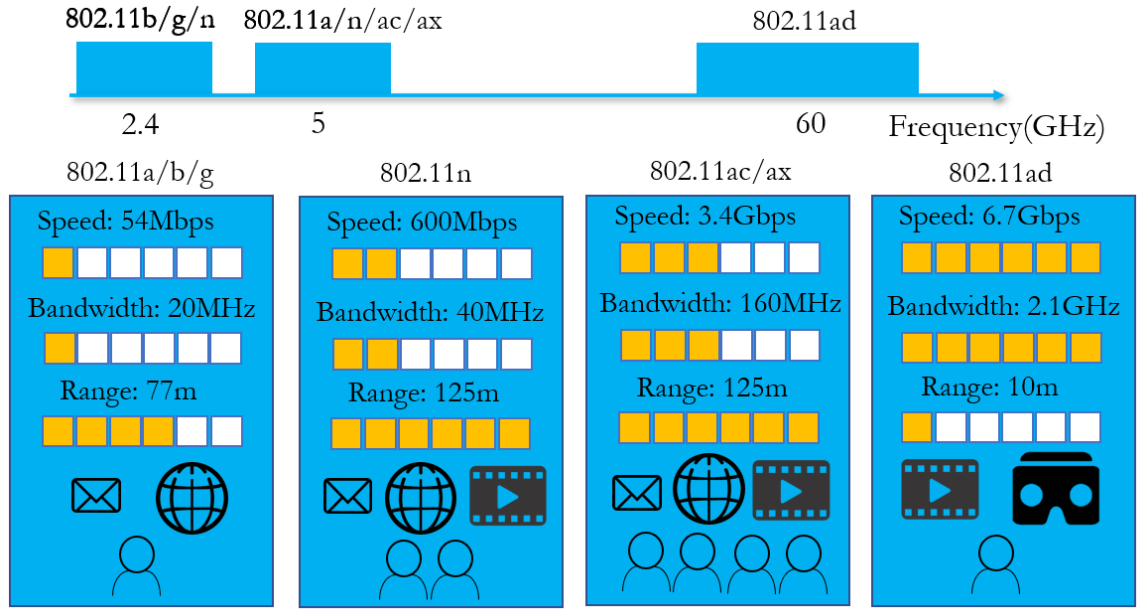 802.11b/g/n 802.11a/n/ac/ax 802.11ad
2.4 5 60 Frequency(GHz)
802.11a/b/g
Speed: 54Mbps
Bandwidth: 20MHz
Range: 77m
802.11n
Speed: 600Mbps
Bandwidth: 40MHz
Range: 125m
802.11ac/ax
Speed: 3.4Gbps
Bandwidth: 160MHz
Range: 125m
802.11ad
Speed: 6.7Gbps
Bandwidth: 2.1GHz
Range: 10m